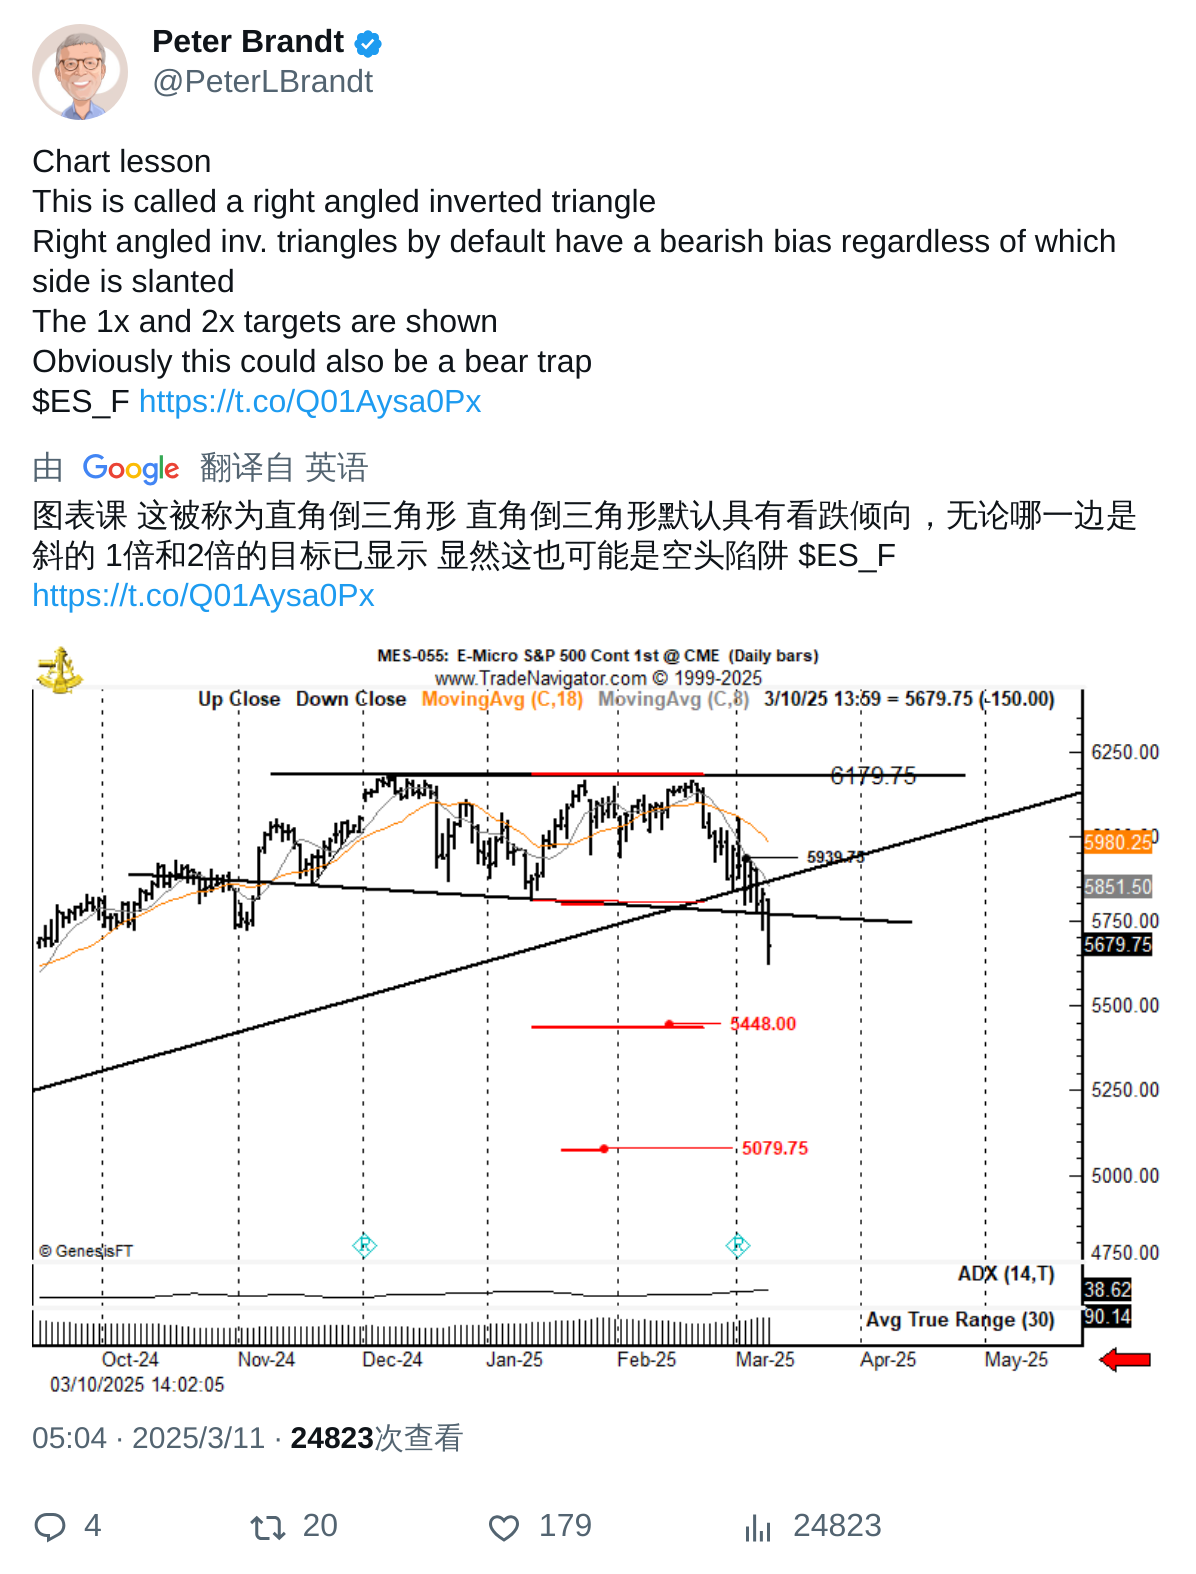 Peter Brandt
@PeterLBrandt
Chart lesson
This is called a right angled inverted triangle
Right angled inv. triangles by default have a bearish bias regardless of which
side is slanted
The 1x and 2x targets are shown
Obviously this could also be a bear trap
$ES_F https://t.co/Q01Aysa0Px
由 Google 翻译自 英语
图表课 这被称为直角倒三角形 直角倒三角形默认具有看跌倾向，无论哪一边是
斜的 1倍和2倍的目标已显示 显然这也可能是空头陷阱 $ES_F
https://t.co/Q01Aysa0Px
MES-055: E-Micro S&P 500 Cont 1st @ CME (Daily bars)
www.TradeNavigator.com © 1999-2025
Up Close Down Close MovingAvg (C,18) MovingAvg (C,8) 3/10/25 13:59 = 5679.75 (-150.00)
6250.00
6179.75
5980.25
5939.75
5851.50
5750.00
5679.75
5500.00
5448.00
5250.00
5079.75
5000.00
4750.00
R R
© GenesisFT
ADX (14,T)
38.62
90.14
Avg True Range (30)
Oct-24 Nov-24 Dec-24 Jan-25 Feb-25 Mar-25 Apr-25 May-25
03/10/2025 14:02:05
05:04 · 2025/3/11 · 24823次查看
4 20 179 24823